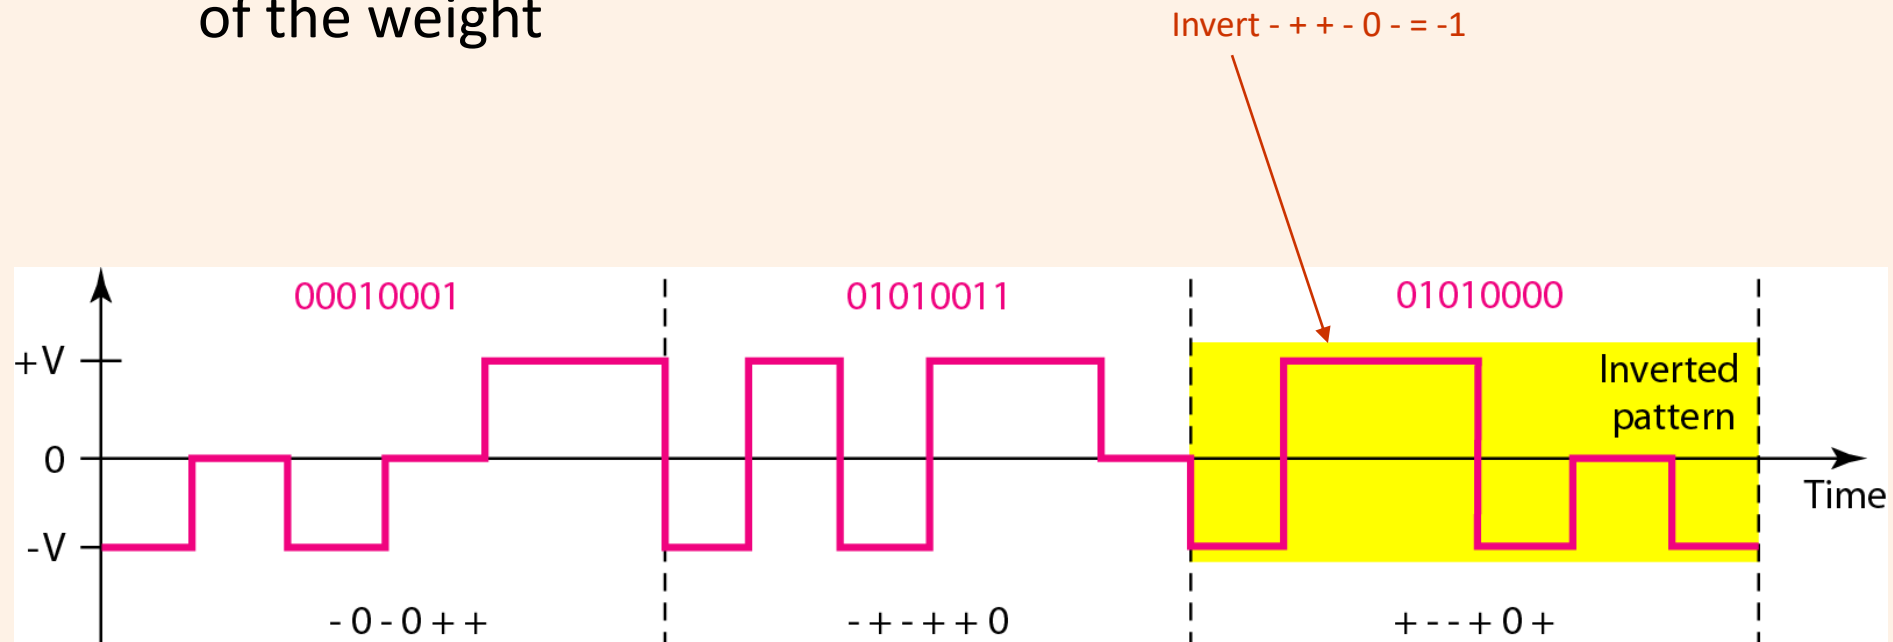 of the weight
Invert - + + - 0 - = -1
00010001
01010011
01010000
+V
Inverted
pattern
0
Time
-V
- 0 - 0 + +
- + - + + 0
+ - - + 0 +